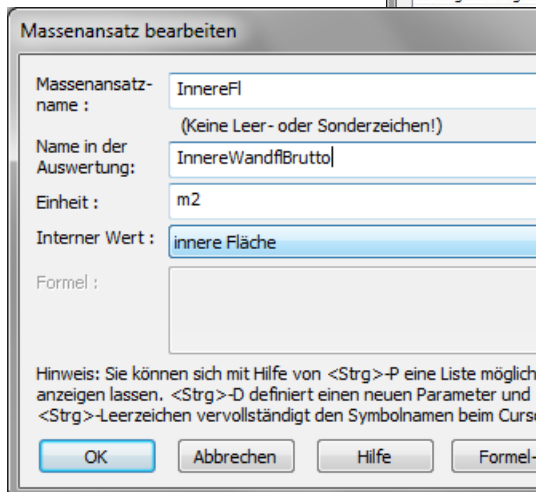 Massenansatz bearbeiten
Massenansatz-
name :
InnereFl
(Keine Leer- oder Sonderzeichen!)
Name in der
Auswertung:
InnereWandflBrutto
Einheit :
m2
Interner Wert :
innere Fläche
Formel :
Hinweis: Sie können sich mit Hilfe von <Strg>-P eine Liste möglich
anzeigen lassen. <Strg>-D definiert einen neuen Parameter und
<Strg>-Leerzeichen vervollständigt den Symbolnamen beim Curs
OK Abbrechen Hilfe Formel-